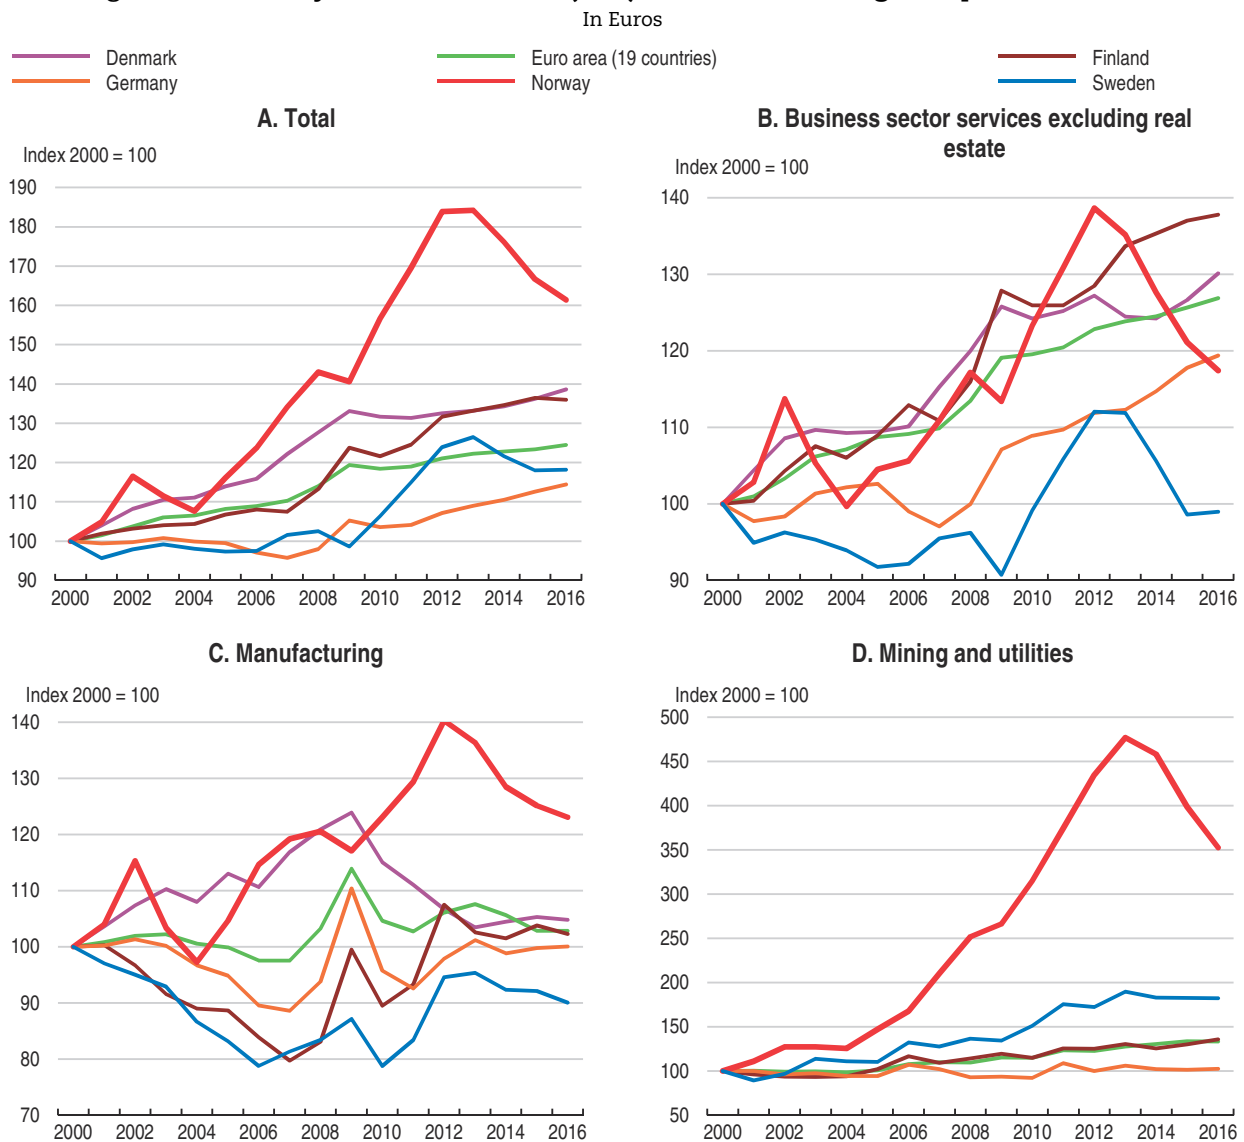 In Euros
Denmark
Euro area (19 countries)
Finland
Germany
Norway
Sweden
A. Total
Index 2000 = 100
190
180
170
160
150
140
130
120
110
100
90
2000 2002 2004 2006 2008 2010 2012 2014 2016
B. Business sector services excluding real
estate
Index 2000 = 100
140
130
120
110
100
90
2000 2002 2004 2006 2008 2010 2012 2014 2016
C. Manufacturing
Index 2000 = 100
140
130
120
110
100
90
80
70
2000 2002 2004 2006 2008 2010 2012 2014 2016
D. Mining and utilities
Index 2000 = 100
500
450
400
350
300
250
200
150
100
50
2000 2002 2004 2006 2008 2010 2012 2014 2016